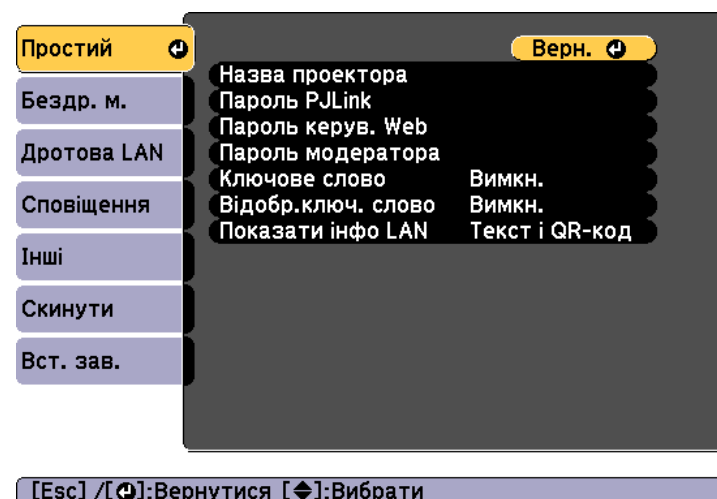 Простий
Верн.
Назва проектора
Бездр. м.
Пароль PJLink
Пароль керув. Web
Дротова LAN
Пароль модератора
Ключове слово Вимкн.
Сповіщення
Відобр.ключ. слово Вимкн.
Показати інфо LAN Текст і QR-код
Інші
Скинути
Вст. зав.
[Esc] /[]:Вернутися []:Вибрати